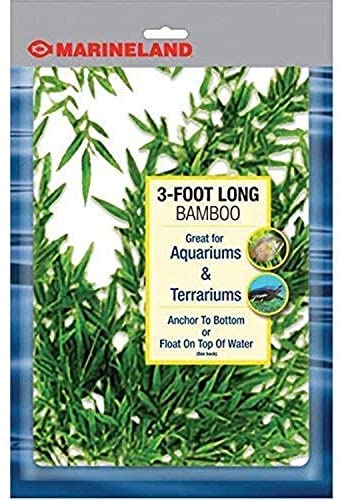 MARINELAND
3-FOOT LONG
BAMBOO
Great for
Aquariums
&
Terrariums
Anchor To Bottom
or
Float On Top Of Water
(See back)